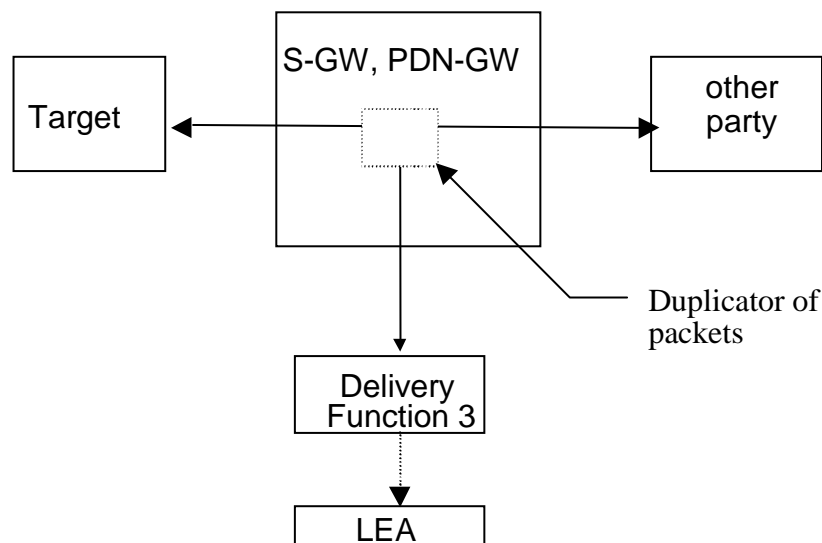 S-GW, PDN-GW
Target
other
party
Duplicator of
packets
Delivery
Function 3
LEA